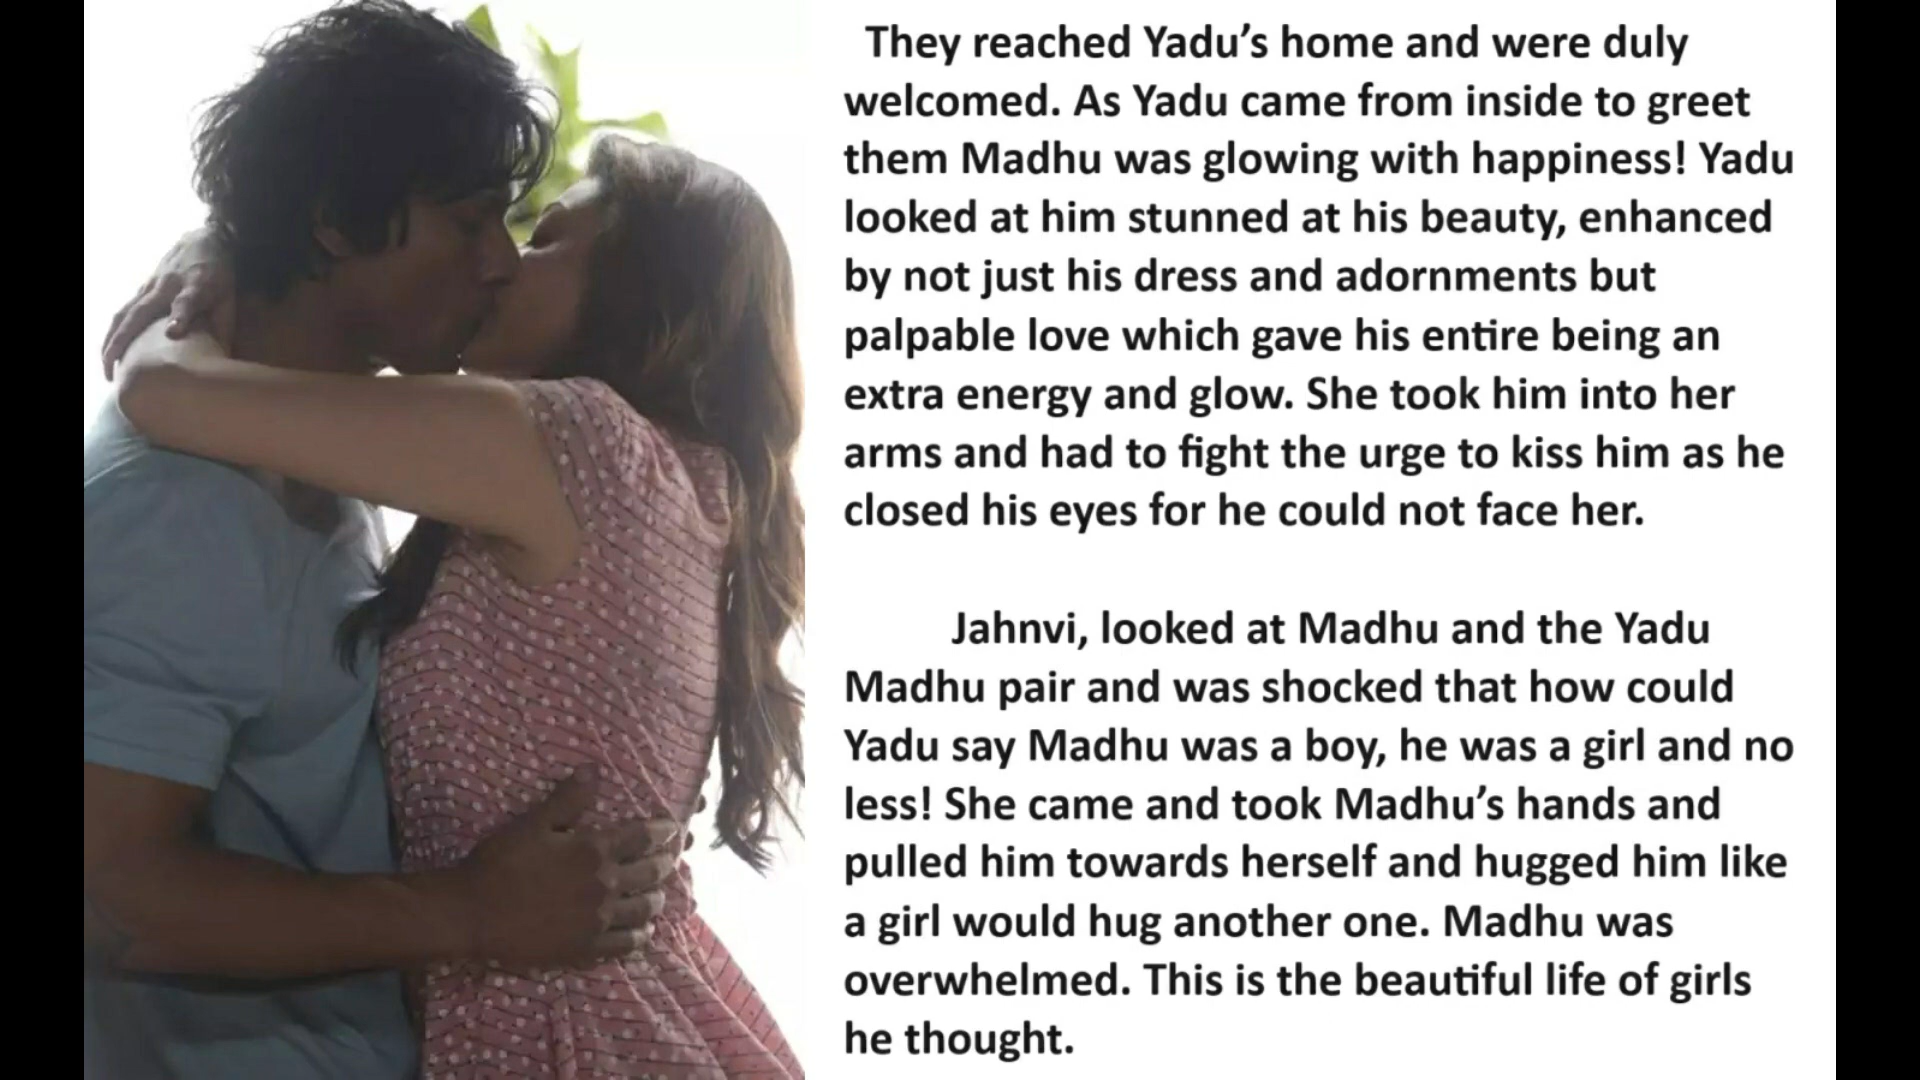 They reached Yadu’s home and were duly
welcomed. As Yadu came from inside to greet
them Madhu was glowing with happiness! Yadu
looked at him stunned at his beauty, enhanced
by not just his dress and adornments but
palpable love which gave his entire being an
extra energy and glow. She took him into her
arms and had to fight the urge to kiss him as he
closed his eyes for he could not face her.
Jahnvi, looked at Madhu and the Yadu
Madhu pair and was shocked that how could
Yadu say Madhu was a boy, he was a girl and no
less! She came and took Madhu’s hands and
pulled him towards herself and hugged him like
a girl would hug another one. Madhu was
overwhelmed. This is the beautiful life of girls
he thought.